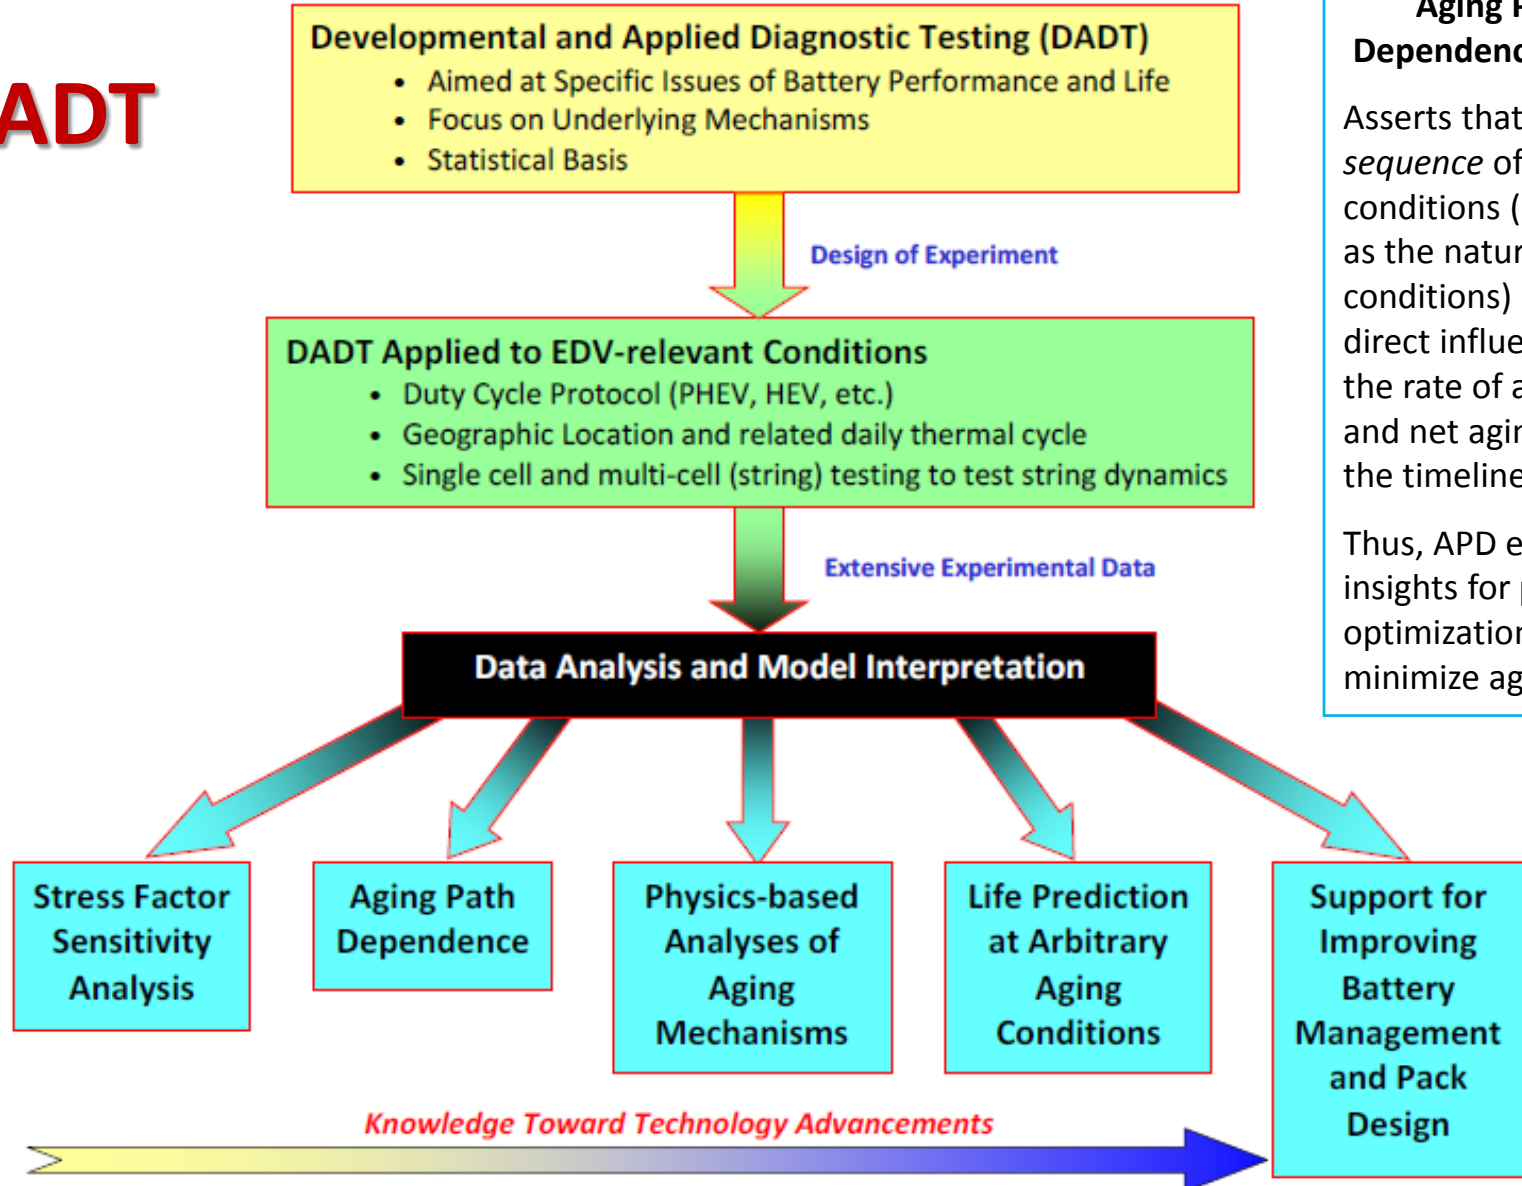 DADT
Developmental and Applied Diagnostic Testing (DADT)
• Aimed at Specific Issues of Battery Performance and Life
• Focus on Underlying Mechanisms
• Statistical Basis
Design of Experiment
DADT Applied to EDV-relevant Conditions
• Duty Cycle Protocol (PHEV, HEV, etc.)
• Geographic Location and related daily thermal cycle
• Single cell and multi-cell (string) testing to test string dynamics
Extensive Experimental Data
Data Analysis and Model Interpretation
Stress Factor
Sensitivity
Analysis
Aging Path
Dependence
Physics-based
Analyses of
Aging
Mechanisms
Life Prediction
at Arbitrary
Aging
Conditions
Support for
Improving
Battery
Management
and Pack
Design
Knowledge Toward Technology Advancements
Aging
Asserts that
sequence of
conditions (
as the
conditions)
direct
the rate of
and net
the timeline
Thus, APD
insights for
minimize